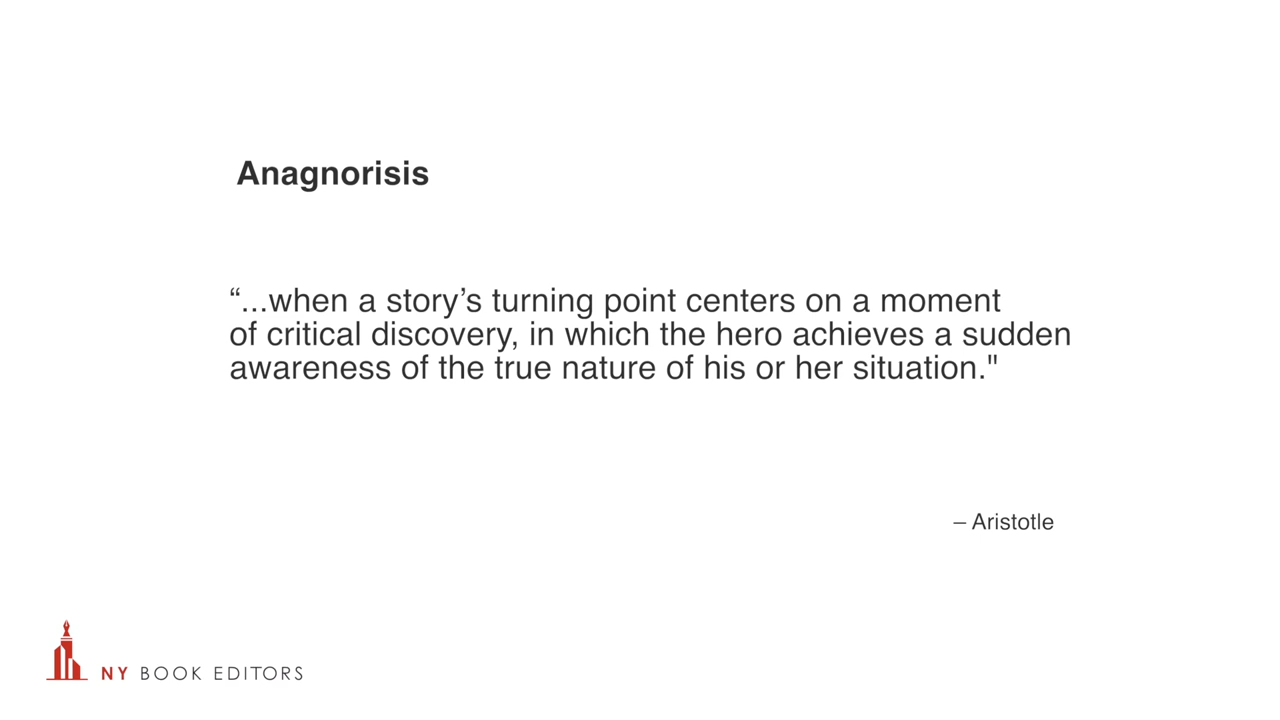 Anagnorisis
“...when a story’s turning point centers on a moment
of critical discovery, in which the hero achieves a sudden
awareness of the true nature of his or her situation."
– Aristotle
NY BOOK EDITORS